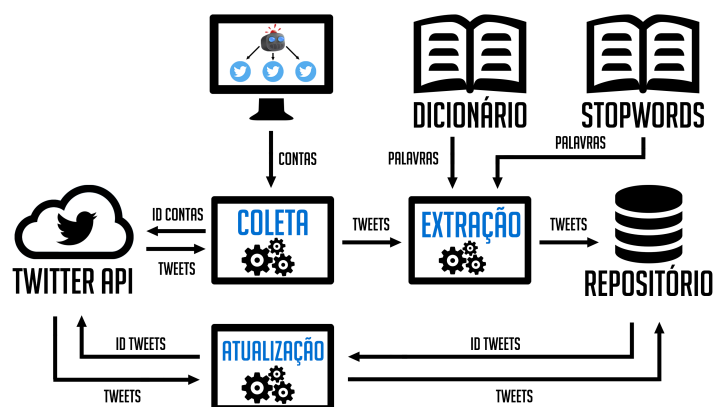 DICIONÁRIO
STOPWORDS
CONTAS
PALAVRAS
PALAVRAS
ID CONTAS
COLETA
TWEETS
EXTRAÇÃO
TWEETS
TWEETS
TWITTER API
REPOSITÓRIO
ID TWEETS
ATUALIZAÇÃO
ID TWEETS
TWEETS
TWEETS